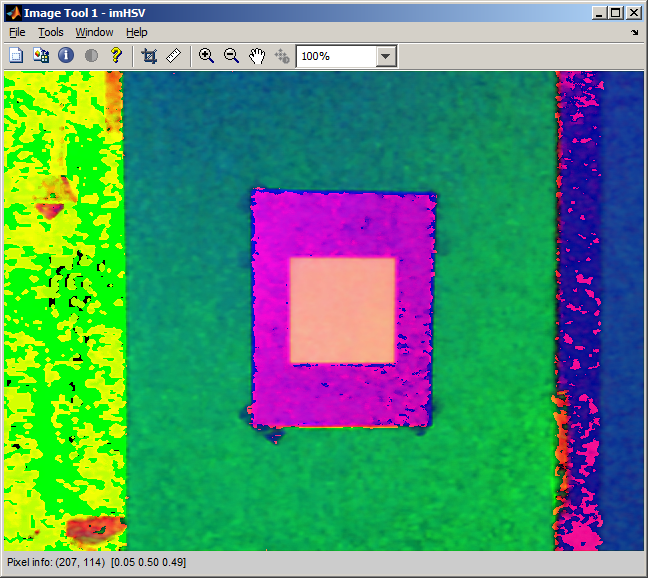 Image Tool 1 - imHSV
File Tools Window Help
100%
Pixel info: (207, 114) [0.05 0.50 0.49]